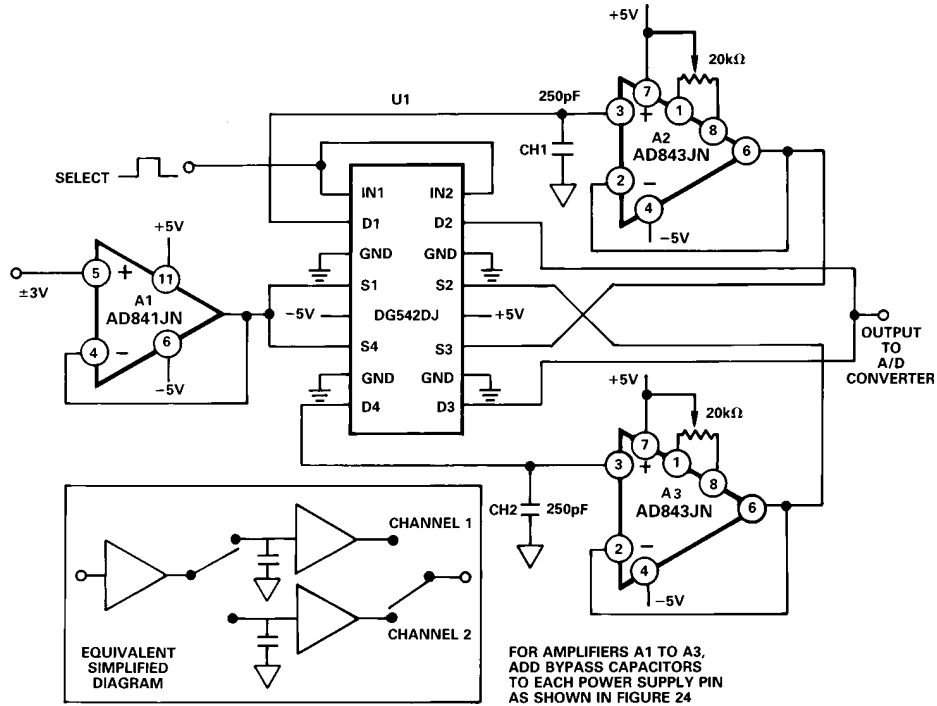 +5V
20kΩ
U1
250pF
3
+
7
1
8
6
A2
AD843JN
CH1
2
−
4
−5V
SELECT
IN1
IN2
D1
D2
GND
GND
+5V
5
+
11
±3V
A1
AD841JN
4
−
6
−5V
S1
S2
−5V
DG542DJ
+5V
S4
S3
GND
GND
D4
D3
OUTPUT
TO
A/D
CONVERTER
+5V
20kΩ
3
+
7
1
8
6
A3
AD843JN
CH2
250pF
2
−
4
−5V
CHANNEL 1
CHANNEL 2
EQUIVALENT
SIMPLIFIED
DIAGRAM
FOR AMPLIFIERS A1 TO A3,
ADD BYPASS CAPACITORS
TO EACH POWER SUPPLY PIN
AS SHOWN IN FIGURE 24